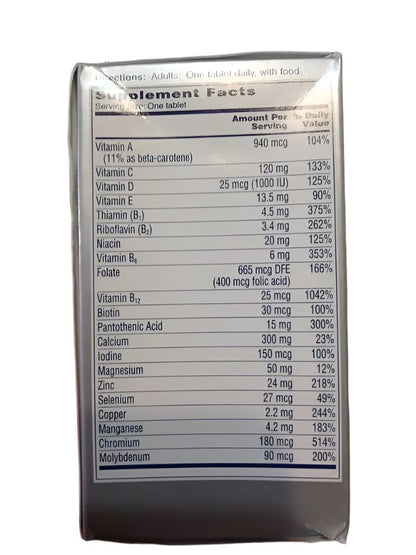 Directions: Adults: One tablet daily, with food.
Supplement Facts
Serving Size: One tablet
Amount Per Serving % Daily Value
Vitamin A 940 mcg 104%
(11% as beta-carotene)
Vitamin C 120 mg 133%
Vitamin D 25 mcg (1000 IU) 125%
Vitamin E 13.5 mg 90%
Thiamin (B₁) 4.5 mg 375%
Riboflavin (B₂) 3.4 mg 262%
Niacin 20 mg 125%
Vitamin B₆ 6 mg 353%
Folate 665 mcg DFE 166%
(400 mcg folic acid)
Vitamin B₁₂ 25 mcg 1042%
Biotin 30 mcg 100%
Pantothenic Acid 15 mg 300%
Calcium 300 mg 23%
Iodine 150 mcg 100%
Magnesium 50 mg 12%
Zinc 24 mg 218%
Selenium 27 mcg 49%
Copper 2.2 mg 244%
Manganese 4.2 mg 183%
Chromium 180 mcg 514%
Molybdenum 90 mcg 200%